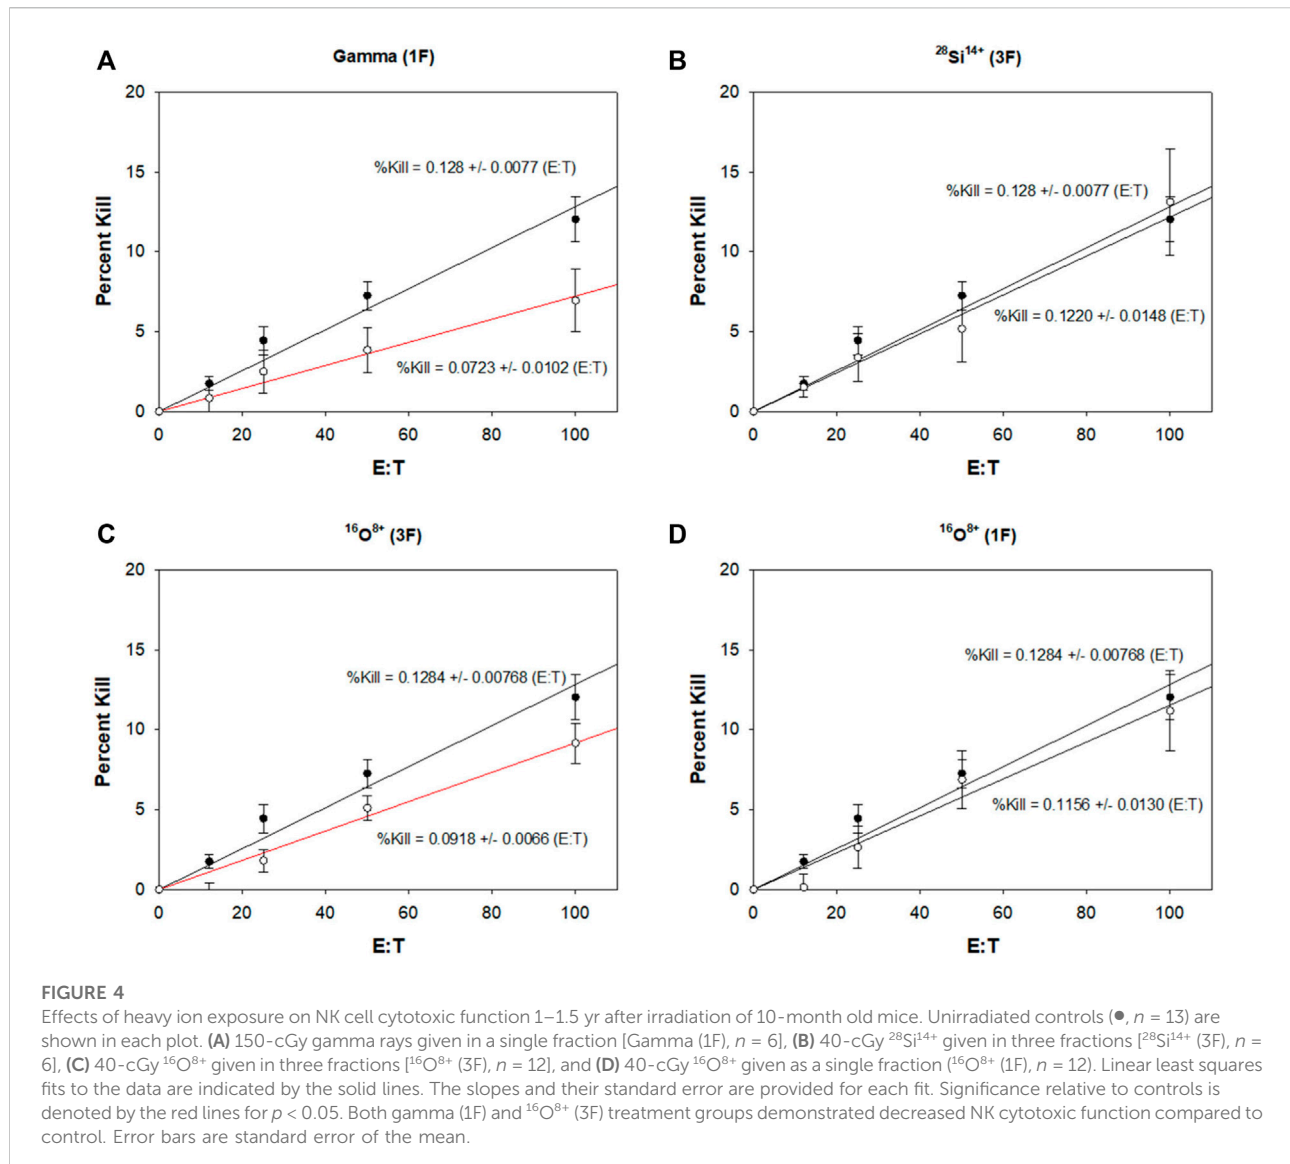 A
Gamma (1F)
20
15
10
5
0
Percent Kill
%Kill = 0.128 +/- 0.0077 (E:T)
%Kill = 0.0723 +/- 0.0102 (E:T)
0 20 40 60 80 100
E:T
B
²⁸Si¹⁴⁺ (3F)
20
15
10
5
0
Percent Kill
%Kill = 0.128 +/- 0.0077 (E:T)
%Kill = 0.1220 +/- 0.0148 (E:T)
0 20 40 60 80 100
E:T
C
¹⁶O⁸⁺ (3F)
20
15
10
5
0
Percent Kill
%Kill = 0.1284 +/- 0.00768 (E:T)
%Kill = 0.0918 +/- 0.0066 (E:T)
0 20 40 60 80 100
E:T
D
¹⁶O⁸⁺ (1F)
20
15
10
5
0
Percent Kill
%Kill = 0.1284 +/- 0.00768 (E:T)
%Kill = 0.1156 +/- 0.0130 (E:T)
0 20 40 60 80 100
E:T
FIGURE 4
Effects of heavy ion exposure on NK cell cytotoxic function 1–1.5 yr after irradiation of 10-month old mice. Unirradiated controls (●, n = 13) are
shown in each plot. (A) 150-cGy gamma rays given in a single fraction [Gamma (1F), n = 6], (B) 40-cGy ²⁸Si¹⁴⁺ given in three fractions [²⁸Si¹⁴⁺ (3F), n =
6], (C) 40-cGy ¹⁶O⁸⁺ given in three fractions [¹⁶O⁸⁺ (3F), n = 12], and (D) 40-cGy ¹⁶O⁸⁺ given as a single fraction (¹⁶O⁸⁺ (1F), n = 12). Linear least squares
fits to the data are indicated by the solid lines. The slopes and their standard error are provided for each fit. Significance relative to controls is
denoted by the red lines for p < 0.05. Both gamma (1F) and ¹⁶O⁸⁺ (3F) treatment groups demonstrated decreased NK cytotoxic function compared to
control. Error bars are standard error of the mean.